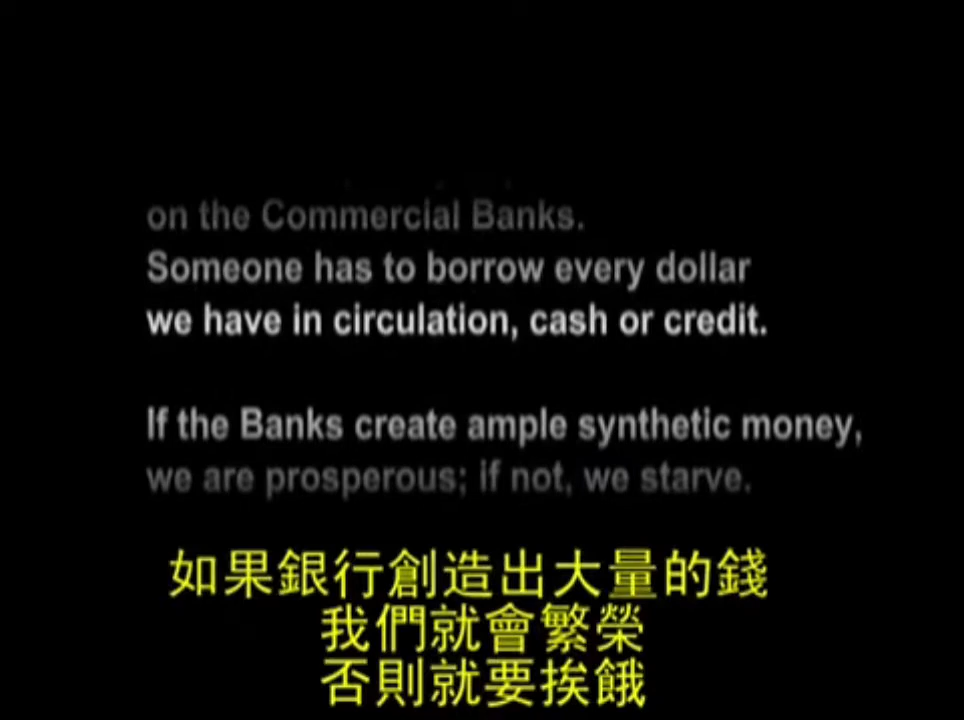 on the Commercial Banks.
Someone has to borrow every dollar
we have in circulation, cash or credit.
If the Banks create ample synthetic money,
we are prosperous; if not, we starve.
如果銀行創造出大量的錢
我們就會繁榮
否則就要挨餓